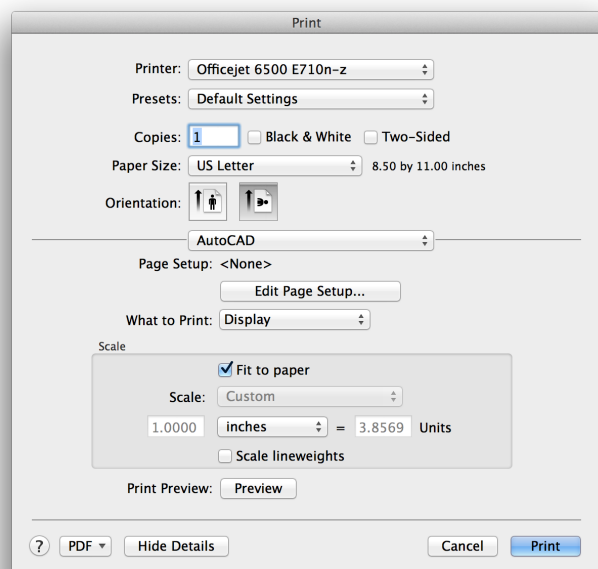 Print
Printer: Officejet 6500 E710n-z
Presets: Default Settings
Copies: 1 Black & White Two-Sided
Paper Size: US Letter 8.50 by 11.00 inches
Orientation:
AutoCAD
Page Setup: <None>
Edit Page Setup...
What to Print: Display
Scale
Fit to paper
Scale: Custom
1.0000 inches = 3.8569 Units
Scale lineweights
Print Preview: Preview
? PDF Hide Details Cancel Print